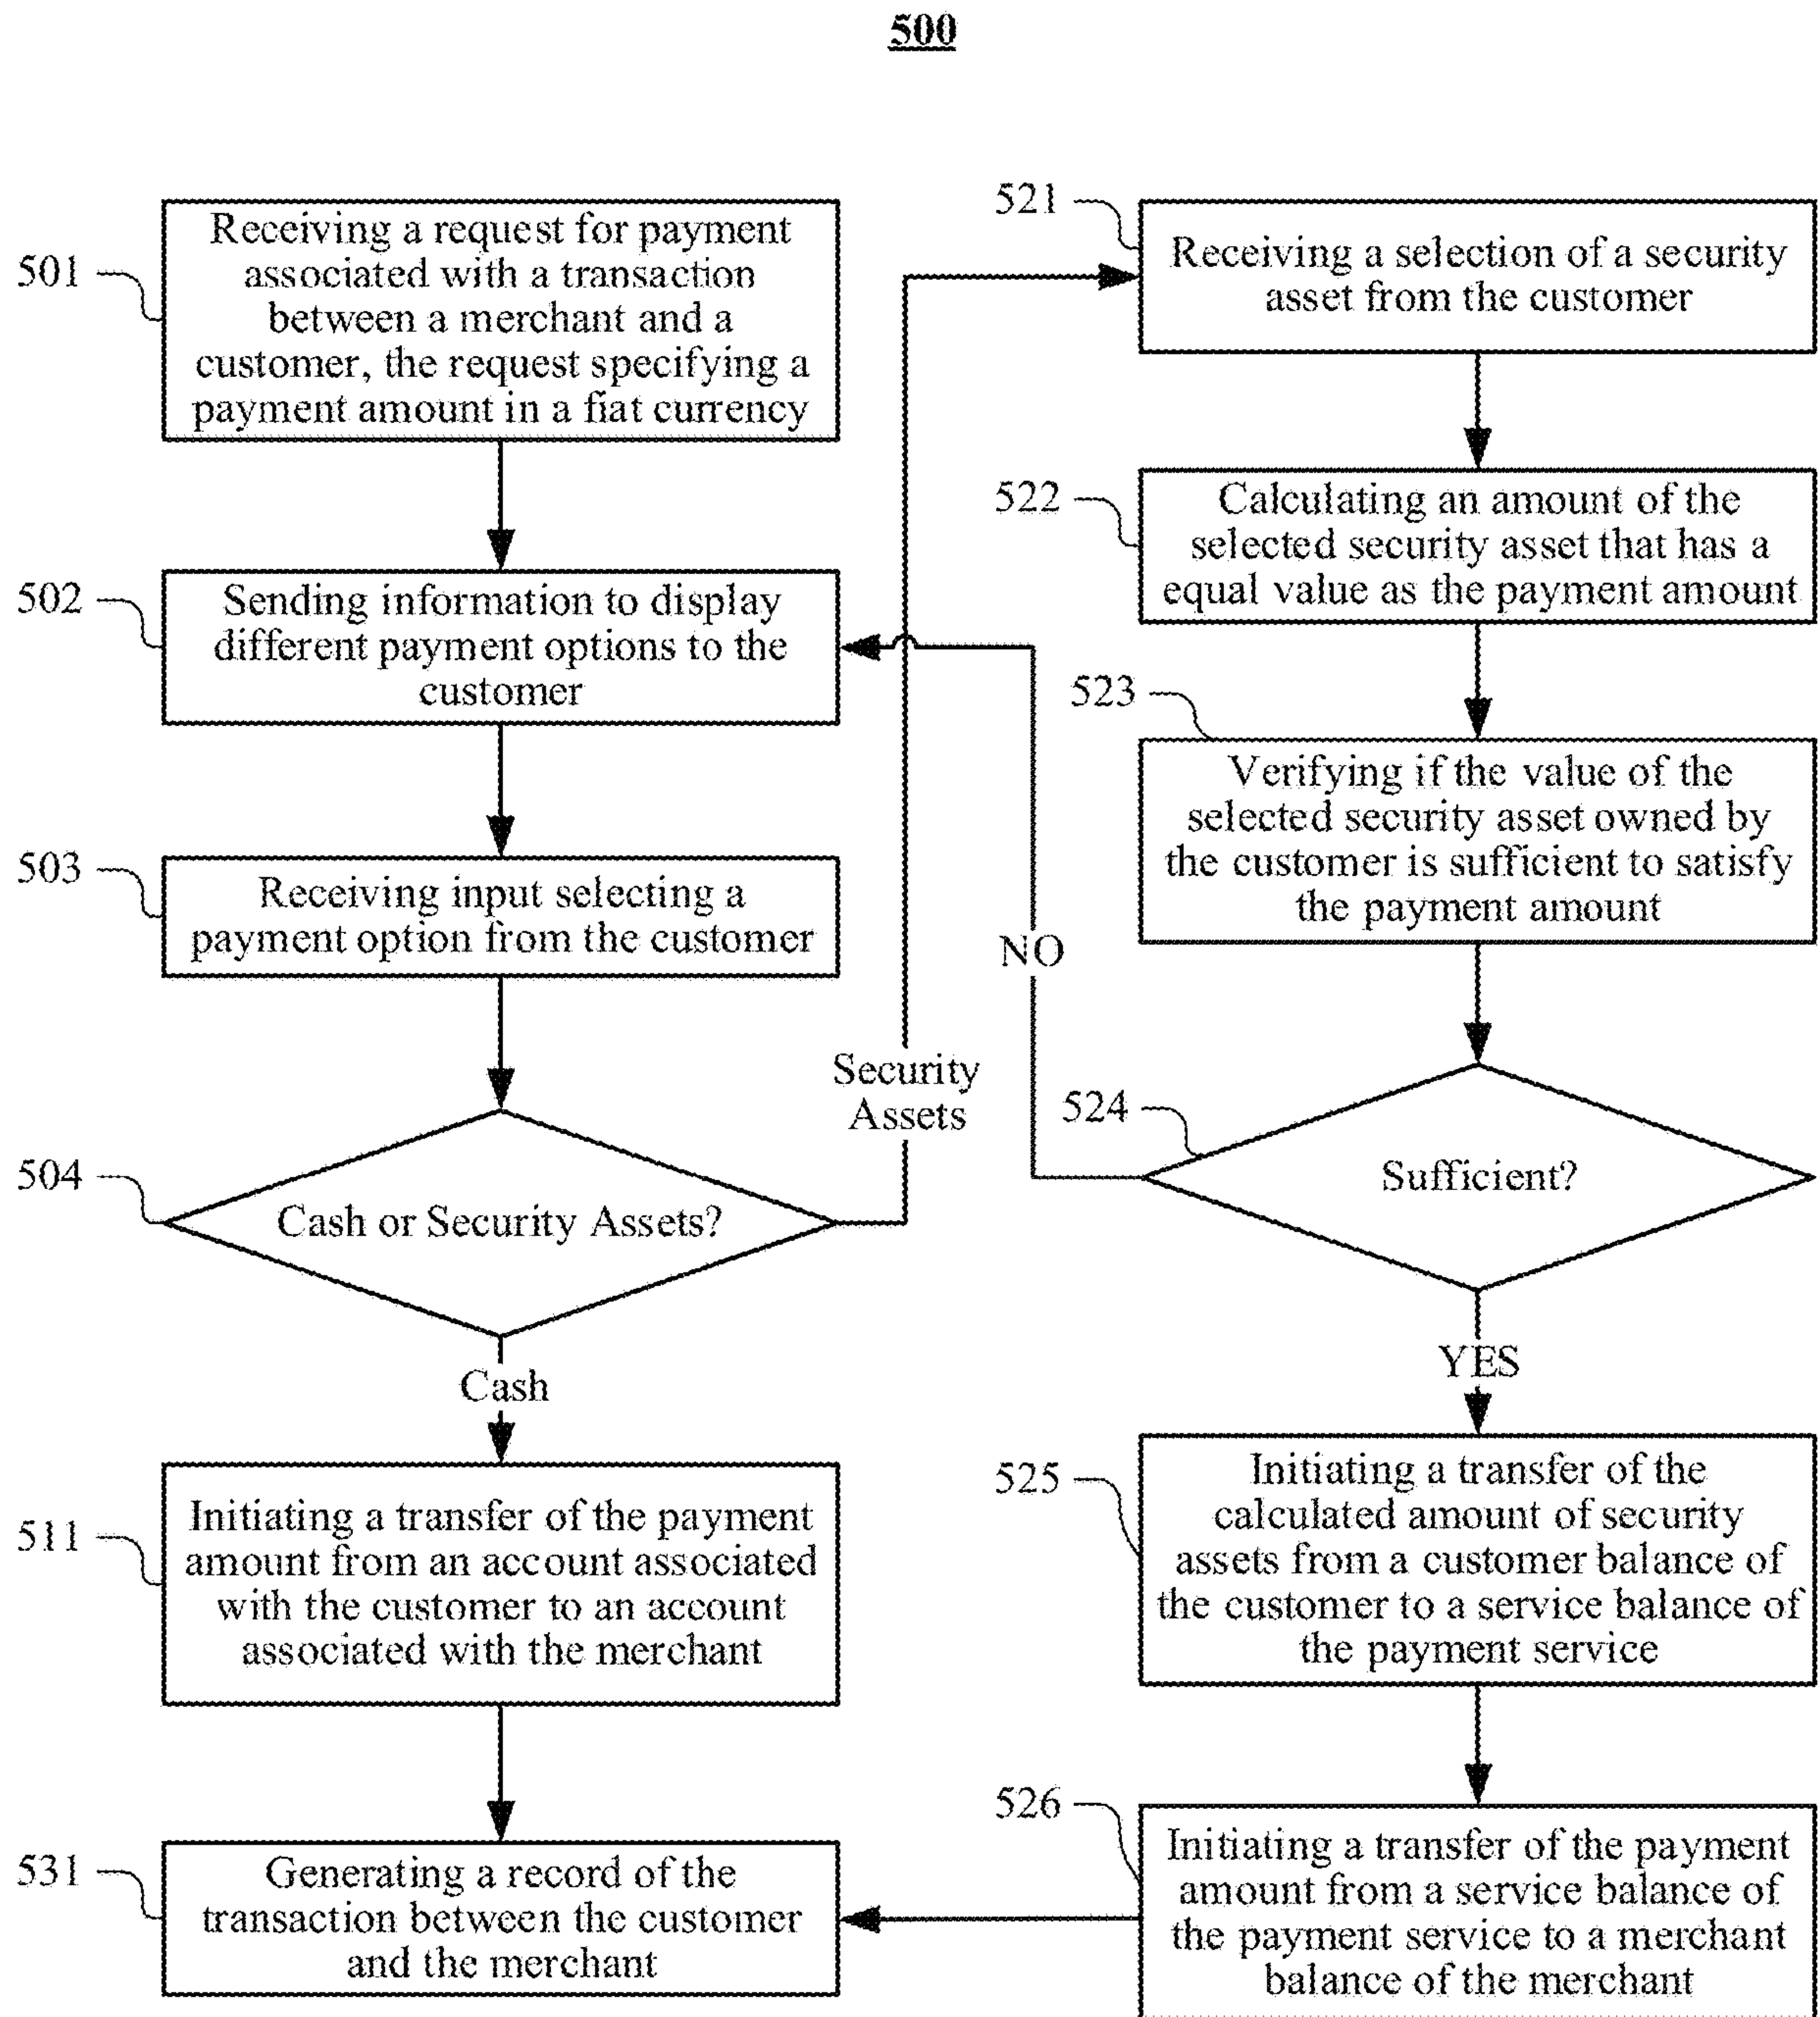 500
501
Receiving a request for payment
associated with a transaction
between a merchant and a
customer, the request specifying a
payment amount in a fiat currency
502
Sending information to display
different payment options to the
customer
503
Receiving input selecting a
payment option from the customer
504
Cash or Security Assets?
Security
Assets
Cash
511
Initiating a transfer of the payment
amount from an account associated
with the customer to an account
associated with the merchant
531
Generating a record of the
transaction between the customer
and the merchant
521
Receiving a selection of a security
asset from the customer
522
Calculating an amount of the
selected security asset that has a
equal value as the payment amount
523
Verifying if the value of the
selected security asset owned by
the customer is sufficient to satisfy
the payment amount
NO
524
Sufficient?
YES
525
Initiating a transfer of the
calculated amount of security
assets from a customer balance of
the customer to a service balance of
the payment service
526
Initiating a transfer of the payment
amount from a service balance of
the payment service to a merchant
balance of the merchant